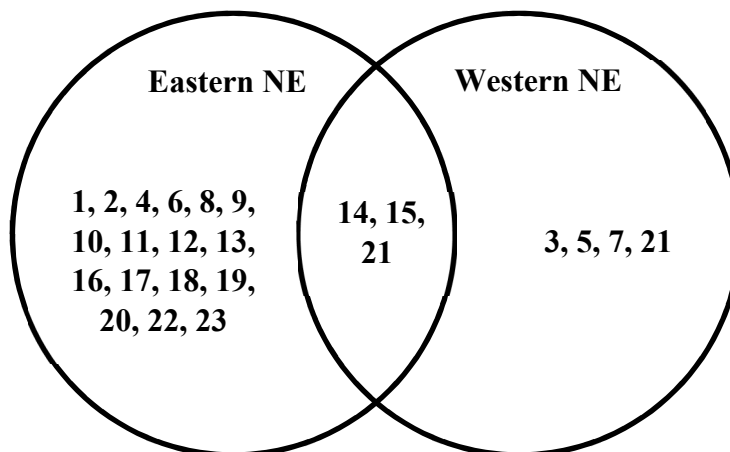 Eastern NE
Western NE
1, 2, 4, 6, 8, 9,
10, 11, 12, 13,
16, 17, 18, 19,
20, 22, 23
14, 15,
21
3, 5, 7, 21